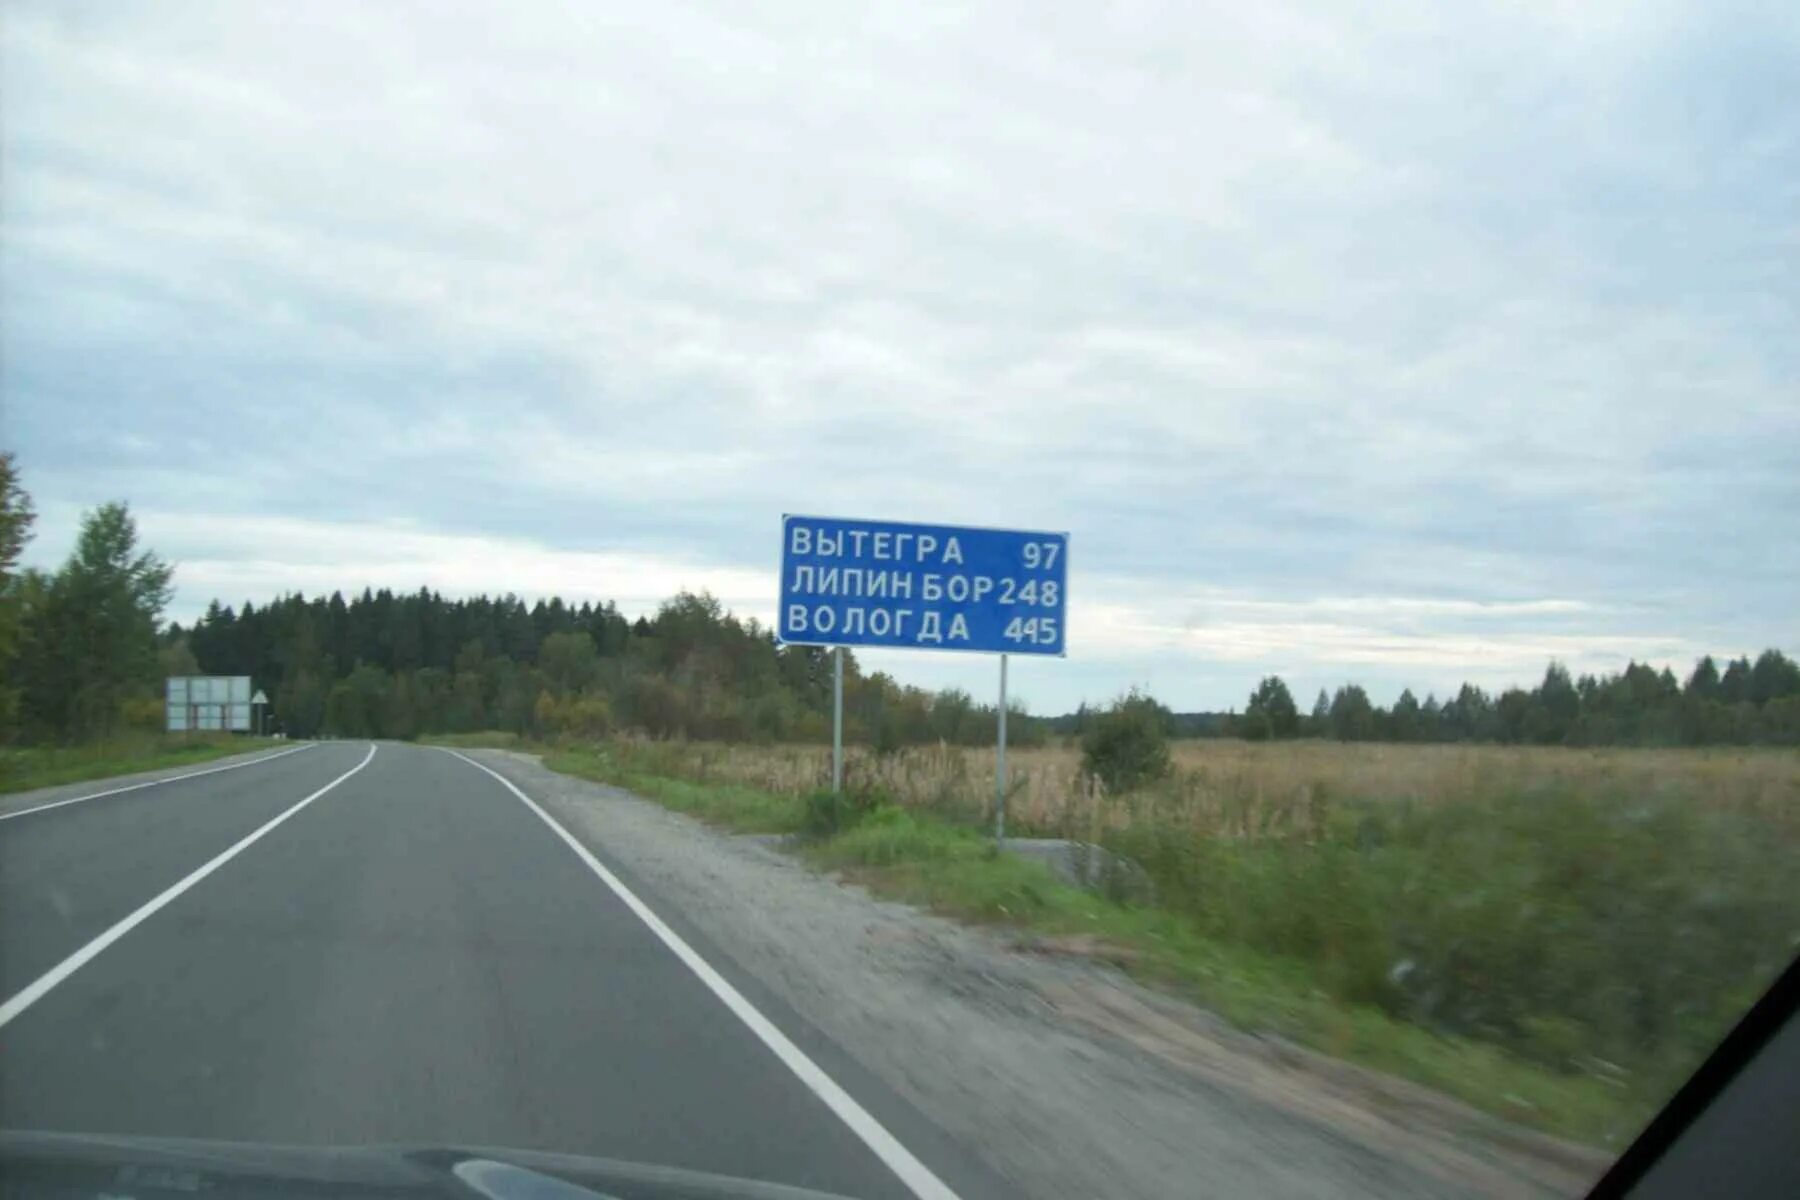 ВЫТЕГРА 97
ЛИПИН БОР 248
ВОЛОГДА 445